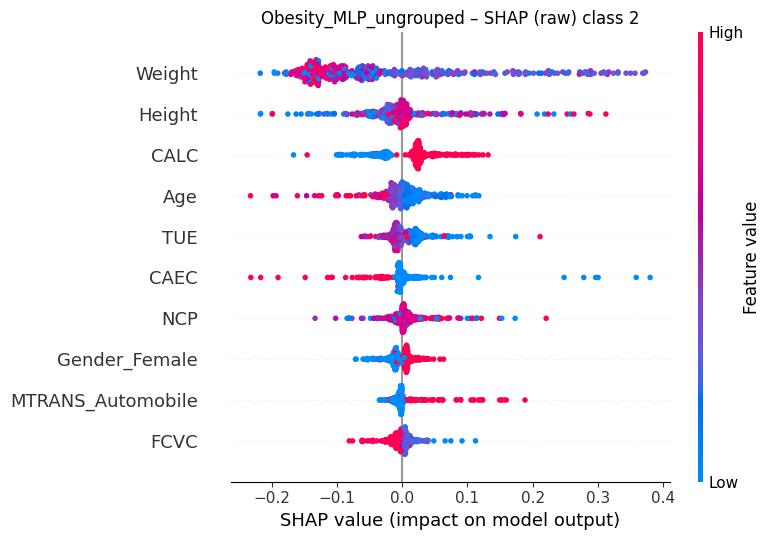 Obesity_MLP_ungrouped – SHAP (raw) class 2
High
Weight
Height
CALC
Age
TUE
CAEC
NCP
Gender_Female
MTRANS_Automobile
FCVC
Feature value
Low
−0.2 −0.1 0.0 0.1 0.2 0.3 0.4
SHAP value (impact on model output)